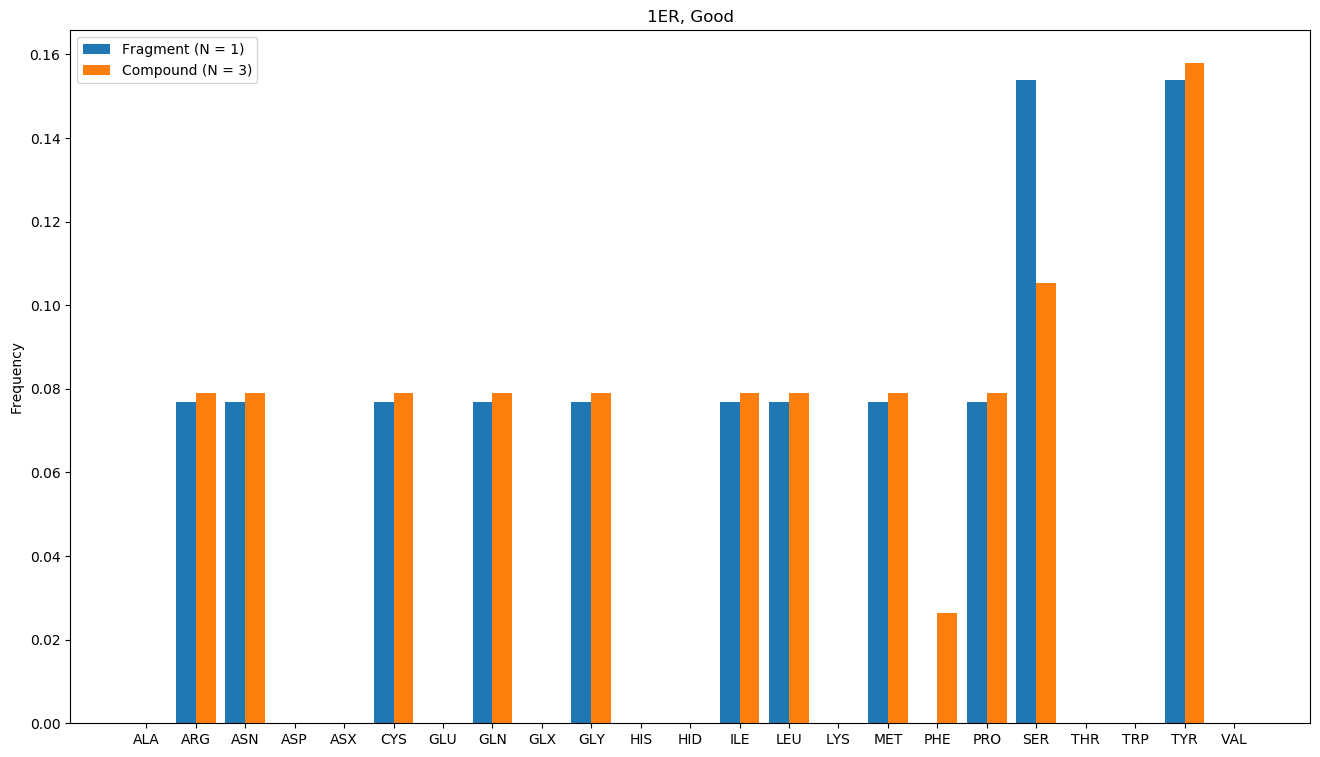 1ER, Good
Fragment (N = 1)
Compound (N = 3)
Frequency
0.16
0.14
0.12
0.10
0.08
0.06
0.04
0.02
0.00
ALA ARG ASN ASP ASX CYS GLU GLN GLX GLY HIS HID ILE LEU LYS MET PHE PRO SER THR TRP TYR VAL